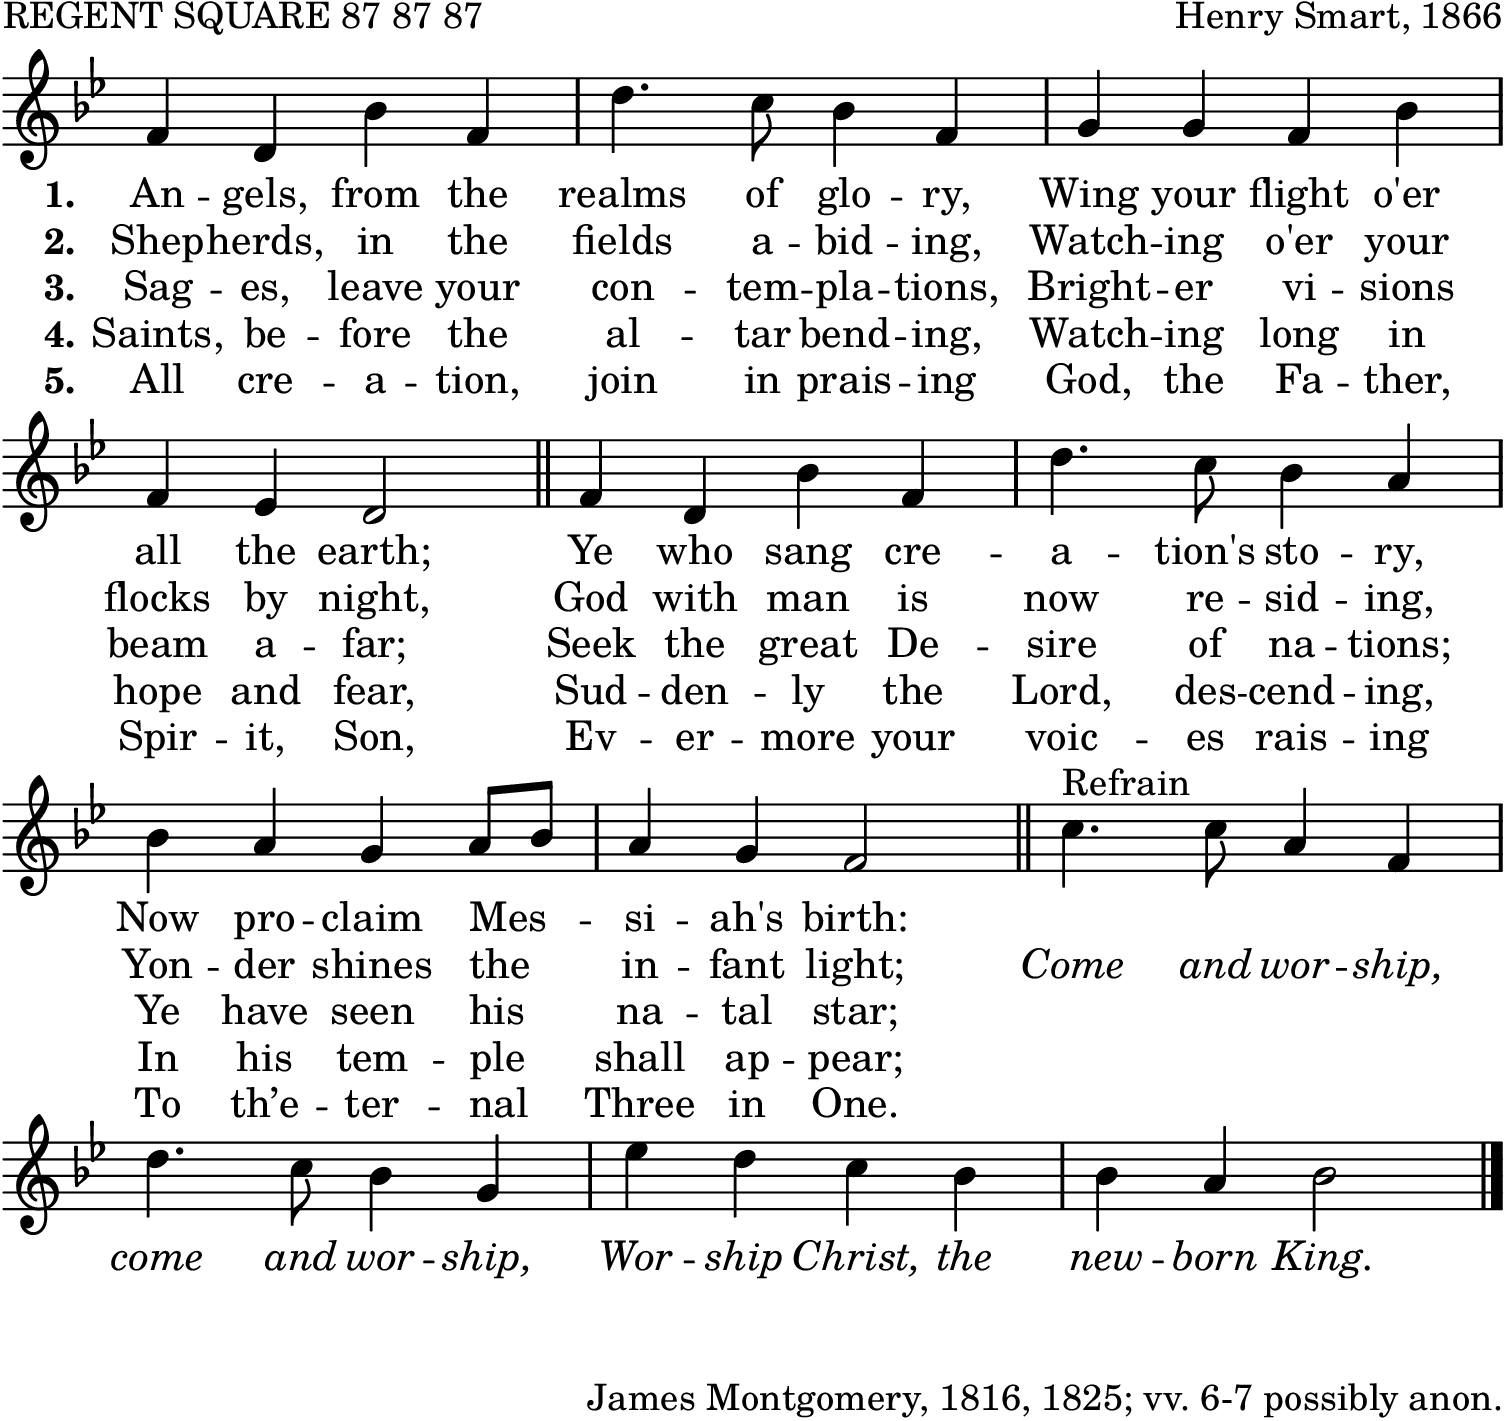 REGENT SQUARE 87 87 87 Henry Smart, 1866
1. An - gels, from the realms of glo - ry, Wing your flight o'er
2. Shepherds, in the fields a - bid - ing, Watch - ing o'er your
3. Sag - es, leave your con - tem - pla - tions, Bright - er vi - sions
4. Saints, be - fore the al - tar bend - ing, Watch - ing long in
5. All cre - a - tion, join in prais - ing God, the Fa - ther,
all the earth; Ye who sang cre - a - tion's sto - ry,
flocks by night, God with man is now re - sid - ing,
beam a - far; Seek the great De - sire of na - tions;
hope and fear, Sud - den - ly the Lord, des - cend - ing,
Spir - it, Son, Ev - er - more your voic - es rais - ing
Refrain
Now pro - claim Mes - si - ah's birth:
Yon - der shines the in - fant light; Come and wor - ship,
Ye have seen his na - tal star;
In his tem - ple shall ap - pear;
To th’e - ter - nal Three in One.
come and wor - ship, Wor - ship Christ, the new - born King.
James Montgomery, 1816, 1825; vv. 6-7 possibly anon.